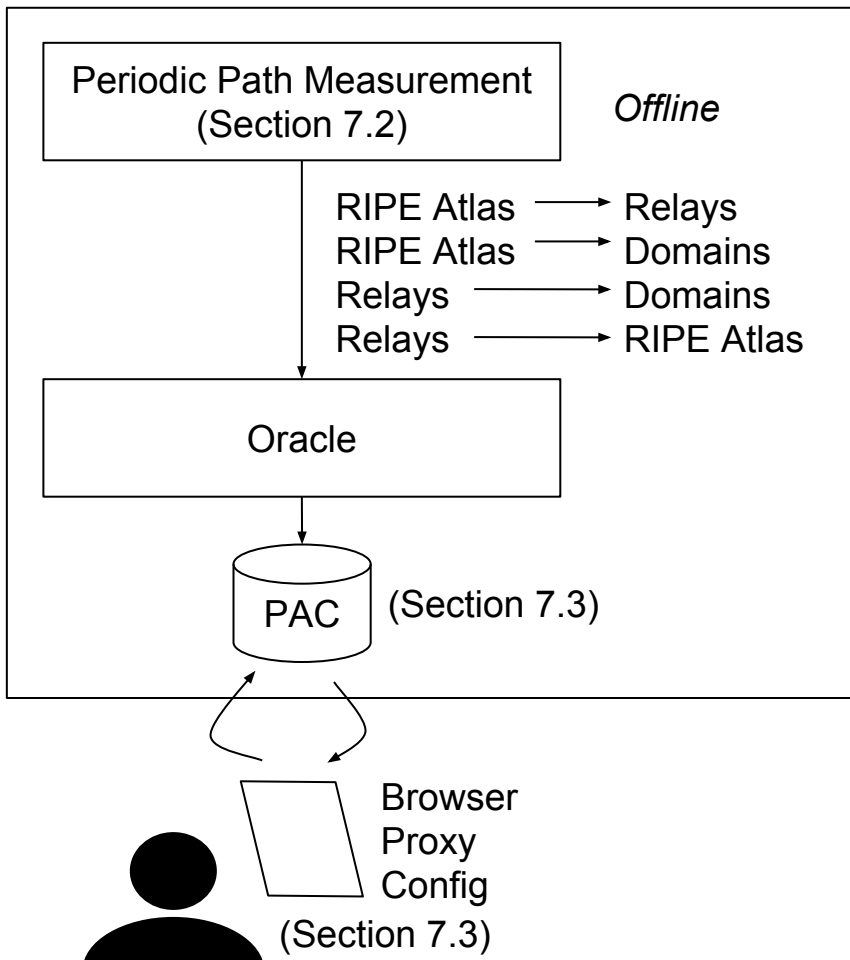 Periodic Path Measurement
(Section 7.2)
Offline
RIPE Atlas Relays
RIPE Atlas Domains
Relays Domains
Relays RIPE Atlas
Oracle
PAC (Section 7.3)
Browser
Proxy
Config
(Section 7.3)